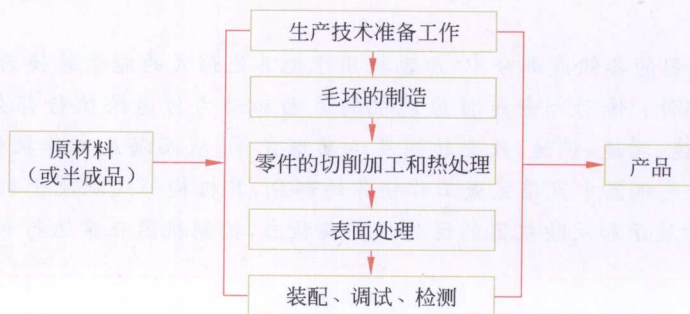 生产技术准备工作
毛坯的制造
原材料
（或半成品）
零件的切削加工和热处理
产品
表面处理
装配、调试、检测